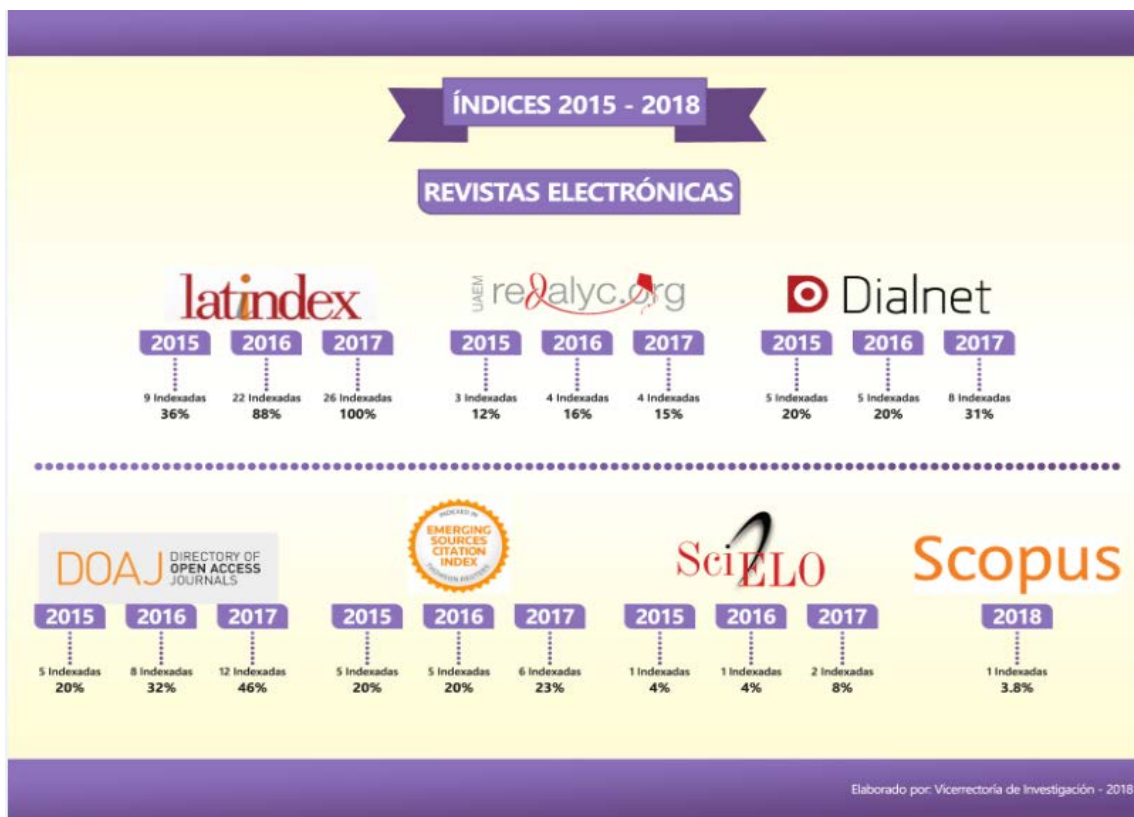 ÍNDICES 2015 - 2018
REVISTAS ELECTRÓNICAS
latindex
UAEM
redalyc.org
Dialnet
2015 2016 2017
2015 2016 2017
2015 2016 2017
9 Indexadas 22 Indexadas 26 Indexadas
36% 88% 100%
3 Indexadas 4 Indexadas 4 Indexadas
12% 16% 15%
5 Indexadas 5 Indexadas 8 Indexadas
20% 20% 31%
DOAJ
DIRECTORY OF
OPEN ACCESS
JOURNALS
INDEXED IN
EMERGING
SOURCES
CITATION
INDEX
THOMSON REUTERS
SciELO
Scopus
2015 2016 2017
2015 2016 2017
2015 2016 2017
2018
5 Indexadas 8 Indexadas 12 Indexadas
20% 32% 46%
5 Indexadas 5 Indexadas 6 Indexadas
20% 20% 23%
1 Indexadas 1 Indexadas 2 Indexadas
4% 4% 8%
1 Indexadas
3.8%
Elaborado por: Vicerrectoría de Investigación - 2018